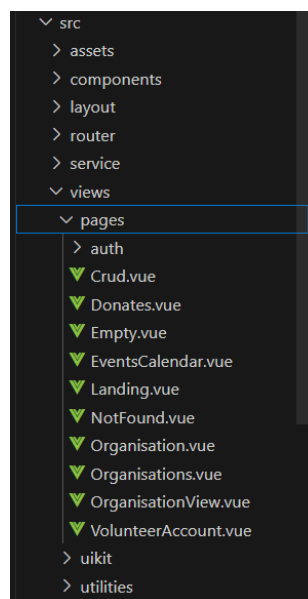 src
assets
components
layout
router
service
views
pages
auth
Crud.vue
Donates.vue
Empty.vue
EventsCalendar.vue
Landing.vue
NotFound.vue
Organisation.vue
Organisations.vue
OrganisationView.vue
VolunteerAccount.vue
uikit
utilities